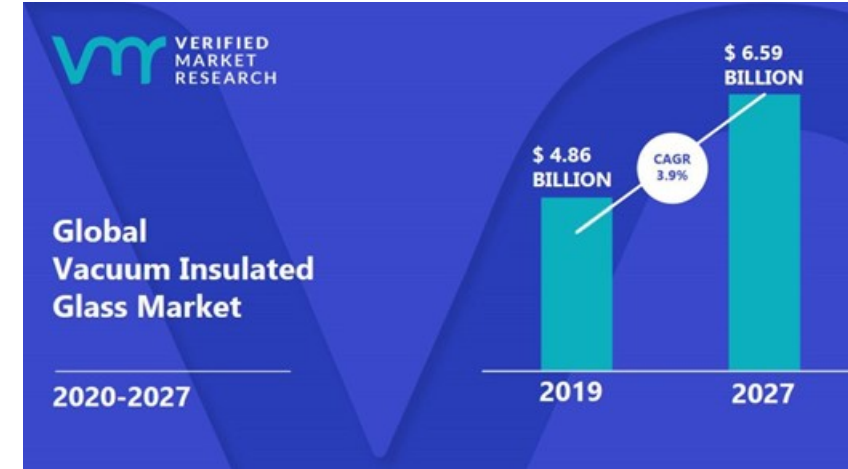 vmr VERIFIED
MARKET
RESEARCH
Global
Vacuum Insulated
Glass Market
2020-2027
$ 4.86
BILLION
CAGR
3.9%
$ 6.59
BILLION
2019
2027